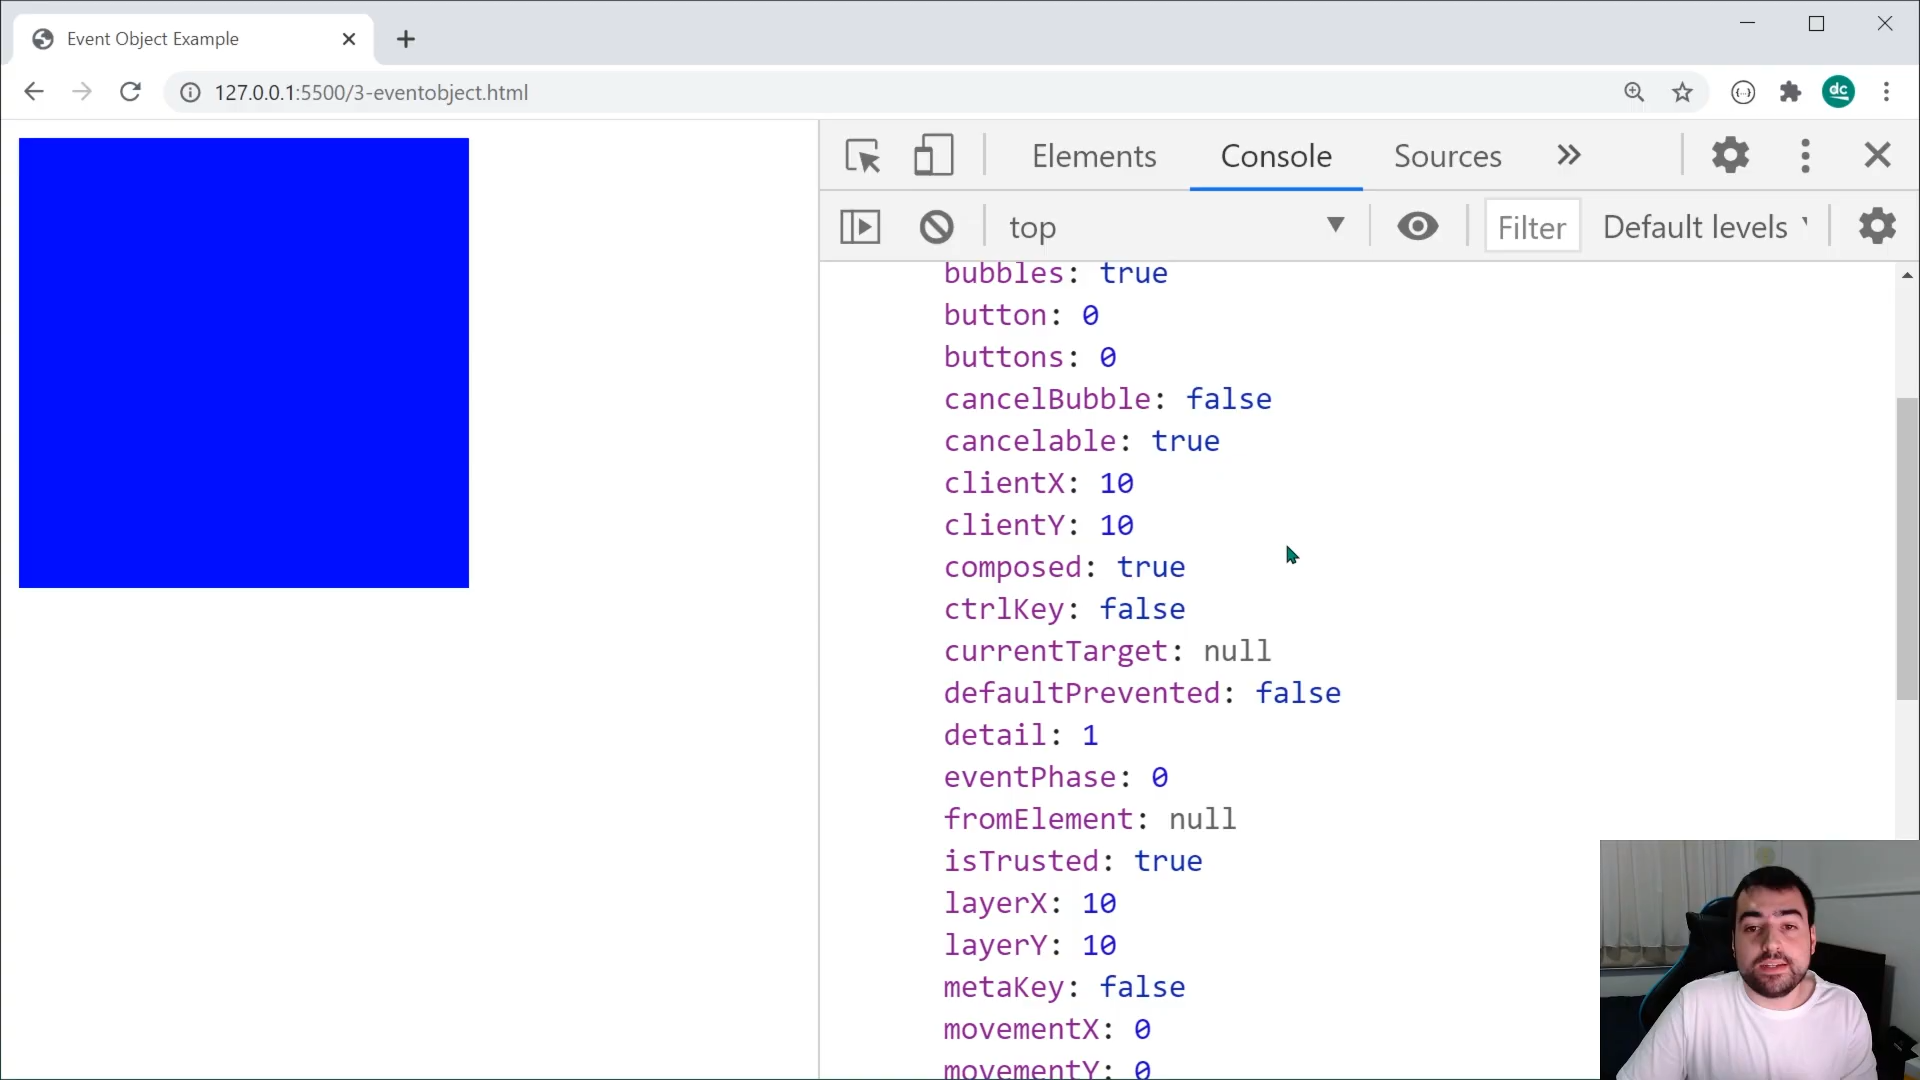 Event Object Example
127.0.0.1:5500/3-eventobject.html
dc
Elements Console Sources
top Filter Default levels
bubbles: true
button: 0
buttons: 0
cancelBubble: false
cancelable: true
clientX: 10
clientY: 10
composed: true
ctrlKey: false
currentTarget: null
defaultPrevented: false
detail: 1
eventPhase: 0
fromElement: null
isTrusted: true
layerX: 10
layerY: 10
metaKey: false
movementX: 0
movementY: 0